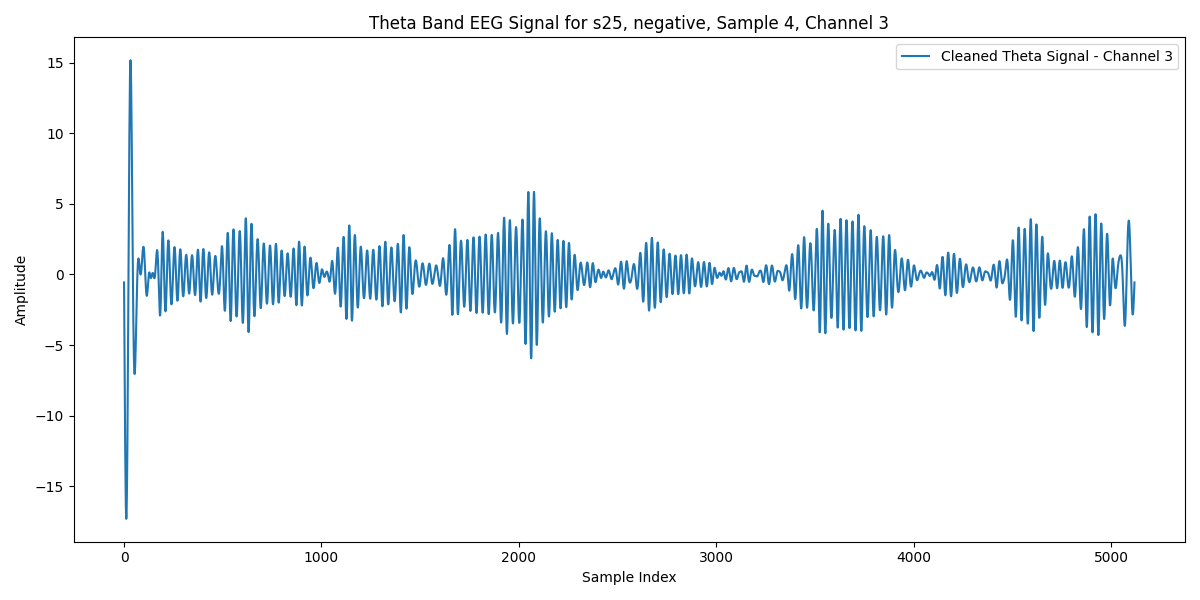 Theta Band EEG Signal for s25, negative, Sample 4, Channel 3
Cleaned Theta Signal - Channel 3
Amplitude
15
10
5
0
−5
−10
−15
0 1000 2000 3000 4000 5000
Sample Index